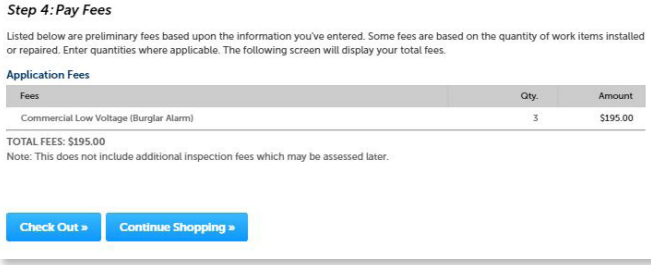 Step 4: Pay Fees
Listed below are preliminary fees based upon the information you've entered. Some fees are based on the quantity of work items installed
or repaired. Enter quantities where applicable. The following screen will display your total fees.
Application Fees
Fees Qty. Amount
Commercial Low Voltage (Burglar Alarm) 3 $195.00
TOTAL FEES: $195.00
Note: This does not include additional inspection fees which may be assessed later.
Check Out » Continue Shopping »